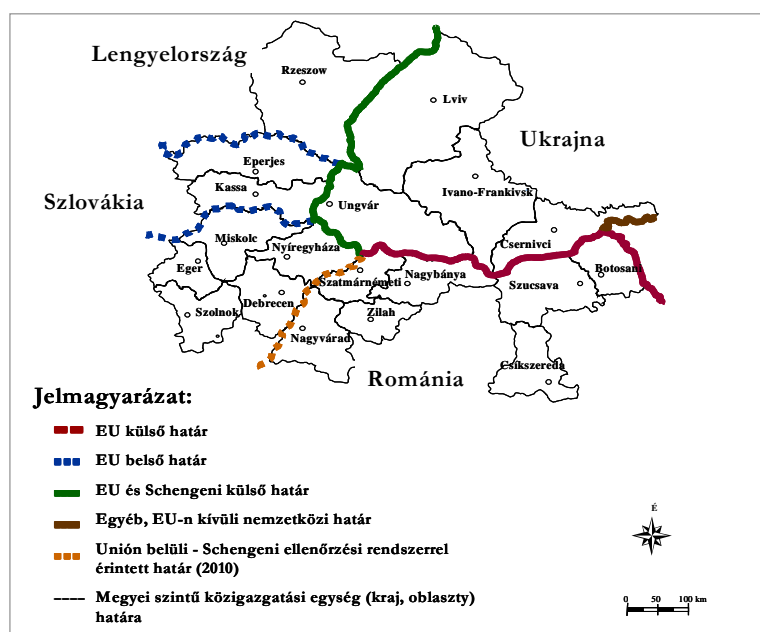 Lengyelország
Rzeszow
Lviv
Ukrajna
Eperjes
Kassa
Ivano-Frankivsk
Szlovákia
Ungvár
Miskolc
Csernivci
Nyíregyháza
Eger
Szatmárnémeti
Nagybánya
Botosani
Szucsava
Debrecen
Szolnok
Zilah
Nagyvárad
Csíkszereda
Románia
Jelmagyarázat:
EU külső határ
EU belső határ
EU és Schengeni külső határ
Egyéb, EU-n kívüli nemzetközi határ
Unión belüli - Schengeni ellenőrzési rendszerrel
érintett határ (2010)
Megyei szintű közigazgatási egység (kraj, oblaszty)
határa
É
0 50 100 km